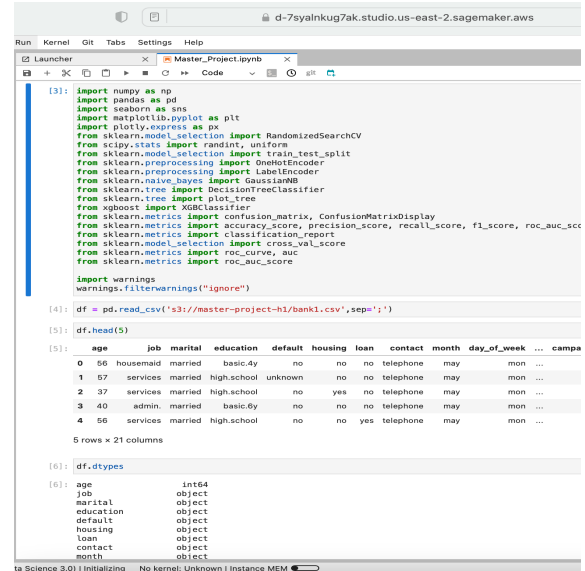 d-7syalnkug7ak.studio.us-east-2.sagemaker.aws
Run Kernel Git Tabs Settings Help
Launcher × Master_Project.ipynb ×
Code git
[3]: import numpy as np
import pandas as pd
import seaborn as sns
import matplotlib.pyplot as plt
import plotly.express as px
from sklearn.model_selection import RandomizedSearchCV
from scipy.stats import randint, uniform
from sklearn.model_selection import train_test_split
from sklearn.preprocessing import OneHotEncoder
from sklearn.preprocessing import LabelEncoder
from sklearn.naive_bayes import GaussianNB
from sklearn.tree import DecisionTreeClassifier
from sklearn.tree import plot_tree
from xgboost import XGBClassifier
from sklearn.metrics import confusion_matrix, ConfusionMatrixDisplay
from sklearn.metrics import accuracy_score, precision_score, recall_score, f1_score, roc_auc_sco
from sklearn.metrics import classification_report
from sklearn.model_selection import cross_val_score
from sklearn.metrics import roc_curve, auc
from sklearn.metrics import roc_auc_score
import warnings
warnings.filterwarnings("ignore")
[4]: df = pd.read_csv('s3://master-project-h1/bank1.csv',sep=';')
[5]: df.head(5)
[5]: age job marital education default housing loan contact month day_of_week ... campa
0 56 housemaid married basic.4y no no no telephone may mon ...
1 57 services married high.school unknown no no telephone may mon ...
2 37 services married high.school no yes no telephone may mon ...
3 40 admin. married basic.6y no no no telephone may mon ...
4 56 services married high.school no no yes telephone may mon ...
5 rows × 21 columns
[6]: df.dtypes
[6]: age int64
job object
marital object
education object
default object
housing object
loan object
contact object
month object
ta Science 3.0) | Initializing No kernel: Unknown | Instance MEM